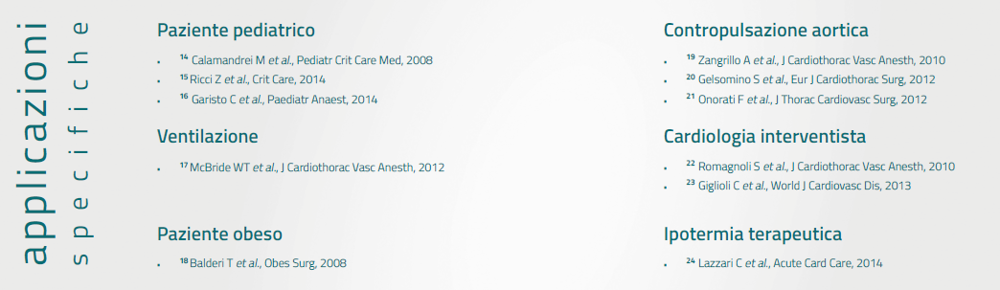 applicazioni
specifiche
Paziente pediatrico
• 14 Calamandrei M et al., Pediatr Crit Care Med, 2008
• 15 Ricci Z et al., Crit Care, 2014
• 16 Garisto C et al., Paediatr Anaest, 2014
Ventilazione
• 17 McBride WT et al., J Cardiothorac Vasc Anesth, 2012
Paziente obeso
• 18 Balderi T et al., Obes Surg, 2008
Contropulsazione aortica
• 19 Zangrillo A et al., J Cardiothorac Vasc Anesth, 2010
• 20 Gelsomino S et al., Eur J Cardiothorac Surg, 2012
• 21 Onorati F et al., J Thorac Cardiovasc Surg, 2012
Cardiologia interventista
• 22 Romagnoli S et al., J Cardiothorac Vasc Anesth, 2010
• 23 Giglioli C et al., World J Cardiovasc Dis, 2013
Ipotermia terapeutica
• 24 Lazzari C et al., Acute Card Care, 2014